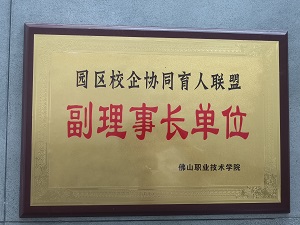 园区校企协同育人联盟
副理事长单位
佛山职业技术学院